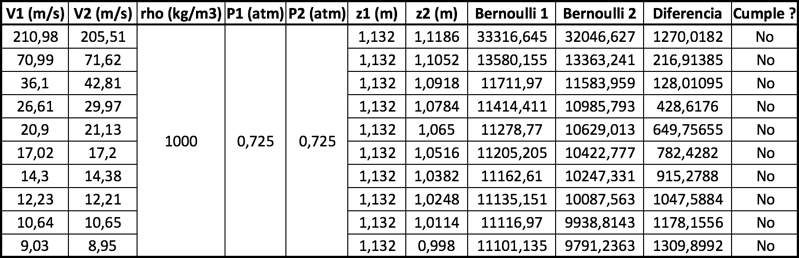 V1 (m/s) V2 (m/s) rho (kg/m3) P1 (atm) P2 (atm) z1 (m) z2 (m) Bernoulli 1 Bernoulli 2 Diferencia Cumple ?
210,98 205,51 1,132 1,1186 33316,645 32046,627 1270,0182 No
70,99 71,62 1,132 1,1052 13580,155 13363,241 216,91385 No
36,1 42,81 1,132 1,0918 11711,97 11583,959 128,01095 No
26,61 29,97 1,132 1,0784 11414,411 10985,793 428,6176 No
20,9 21,13 1,132 1,065 11278,77 10629,013 649,75655 No
1000 0,725 0,725
17,02 17,2 1,132 1,0516 11205,205 10422,777 782,4282 No
14,3 14,38 1,132 1,0382 11162,61 10247,331 915,2788 No
12,23 12,21 1,132 1,0248 11135,151 10087,563 1047,5884 No
10,64 10,65 1,132 1,0114 11116,97 9938,8143 1178,1556 No
9,03 8,95 1,132 0,998 11101,135 9791,2363 1309,8992 No